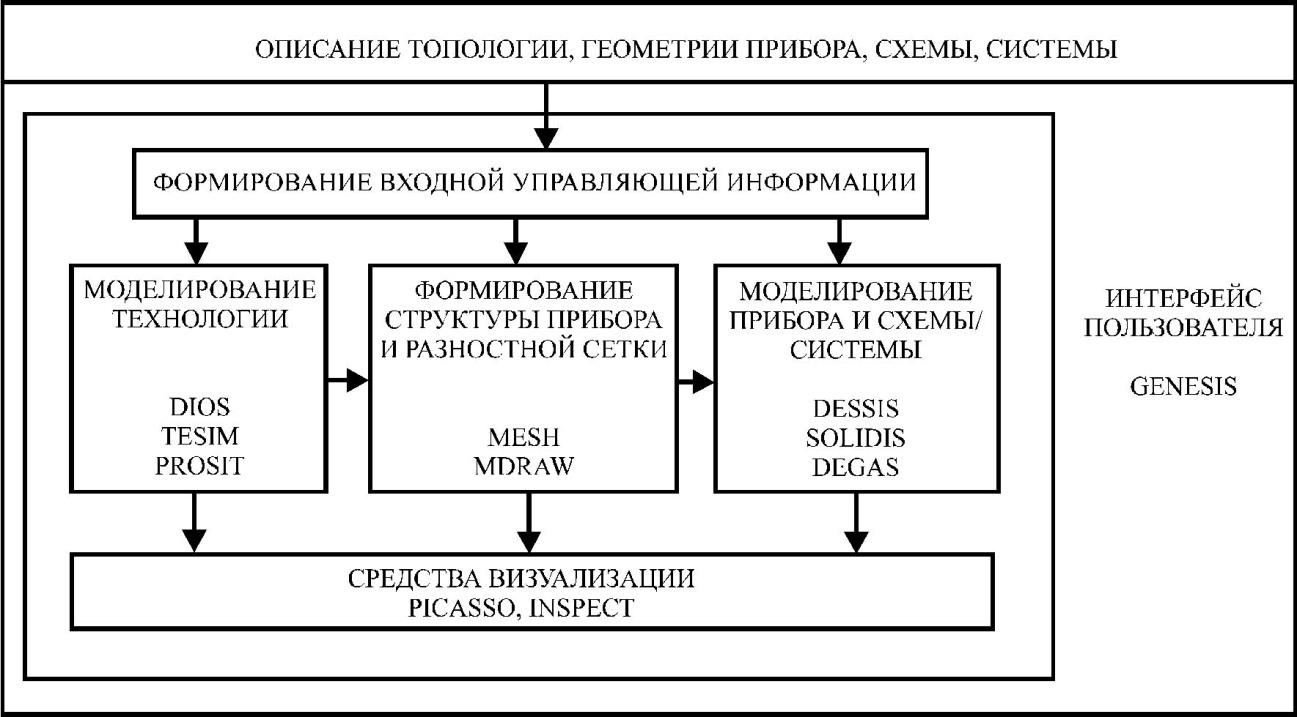 ОПИСАНИЕ ТОПОЛОГИИ, ГЕОМЕТРИИ ПРИБОРА, СХЕМЫ, СИСТЕМЫ
ФОРМИРОВАНИЕ ВХОДНОЙ УПРАВЛЯЮЩЕЙ ИНФОРМАЦИИ
МОДЕЛИРОВАНИЕ
ТЕХНОЛОГИИ
DIOS
TESIM
PROSIT
ФОРМИРОВАНИЕ
СТРУКТУРЫ ПРИБОРА
И РАЗНОСТНОЙ СЕТКИ
MESH
MDRAW
МОДЕЛИРОВАНИЕ
ПРИБОРА И СХЕМЫ/
СИСТЕМЫ
DESSIS
SOLIDIS
DEGAS
СРЕДСТВА ВИЗУАЛИЗАЦИИ
PICASSO, INSPECT
ИНТЕРФЕЙС
ПОЛЬЗОВАТЕЛЯ
GENESIS